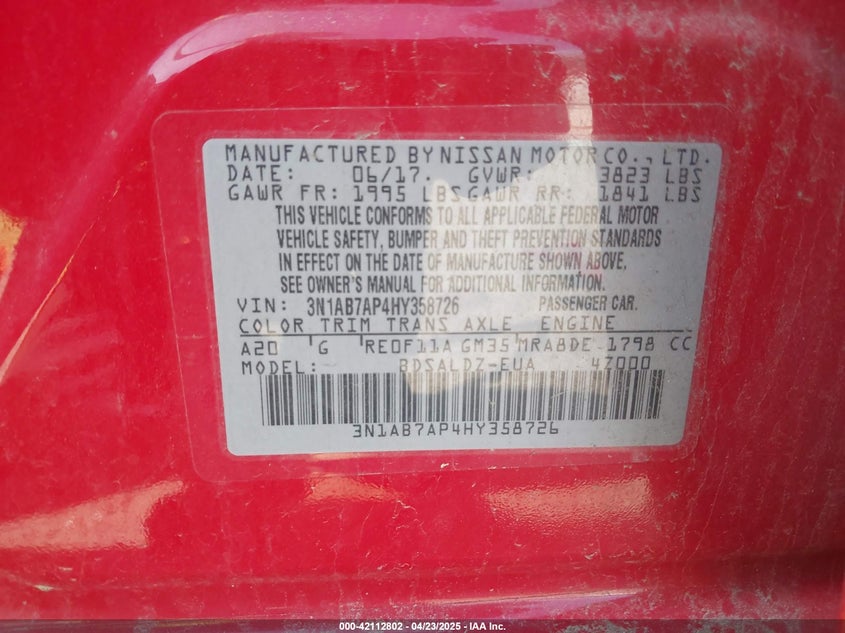 MANUFACTURED BY NISSAN MOTOR CO., LTD.
DATE: 06/17. GVWR: 3823 LBS
GAWR FR: 1995 LBS GAWR RR: 1841 LBS
THIS VEHICLE CONFORMS TO ALL APPLICABLE FEDERAL MOTOR
VEHICLE SAFETY, BUMPER AND THEFT PREVENTION STANDARDS
IN EFFECT ON THE DATE OF MANUFACTURE SHOWN ABOVE.
SEE OWNER'S MANUAL FOR ADDITIONAL INFORMATION.
VIN: 3N1AB7AP4HY358726 PASSENGER CAR.
COLOR TRIM TRANS AXLE ENGINE
A20 G RE0F11A GM35 MRA8DE 1798 CC
MODEL: BDSALDZ-EUA 4Z000
3N1AB7AP4HY358726
000-42112802 - 04/23/2025 - IAA Inc.